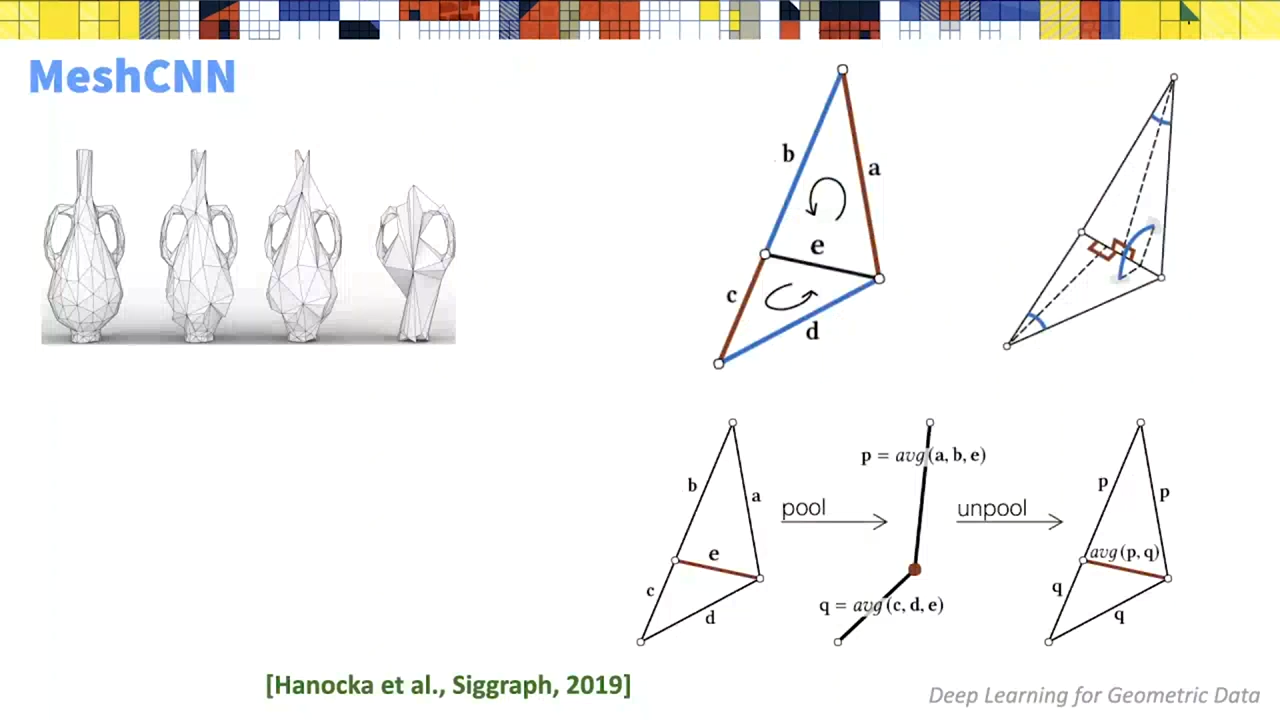 MeshCNN
b
a
e
c
d
p = avg(a, b, e)
b
a
e
c
d
pool
unpool
q = avg(c, d, e)
p
p
avg(p, q)
q
q
[Hanocka et al., Siggraph, 2019]
Deep Learning for Geometric Data